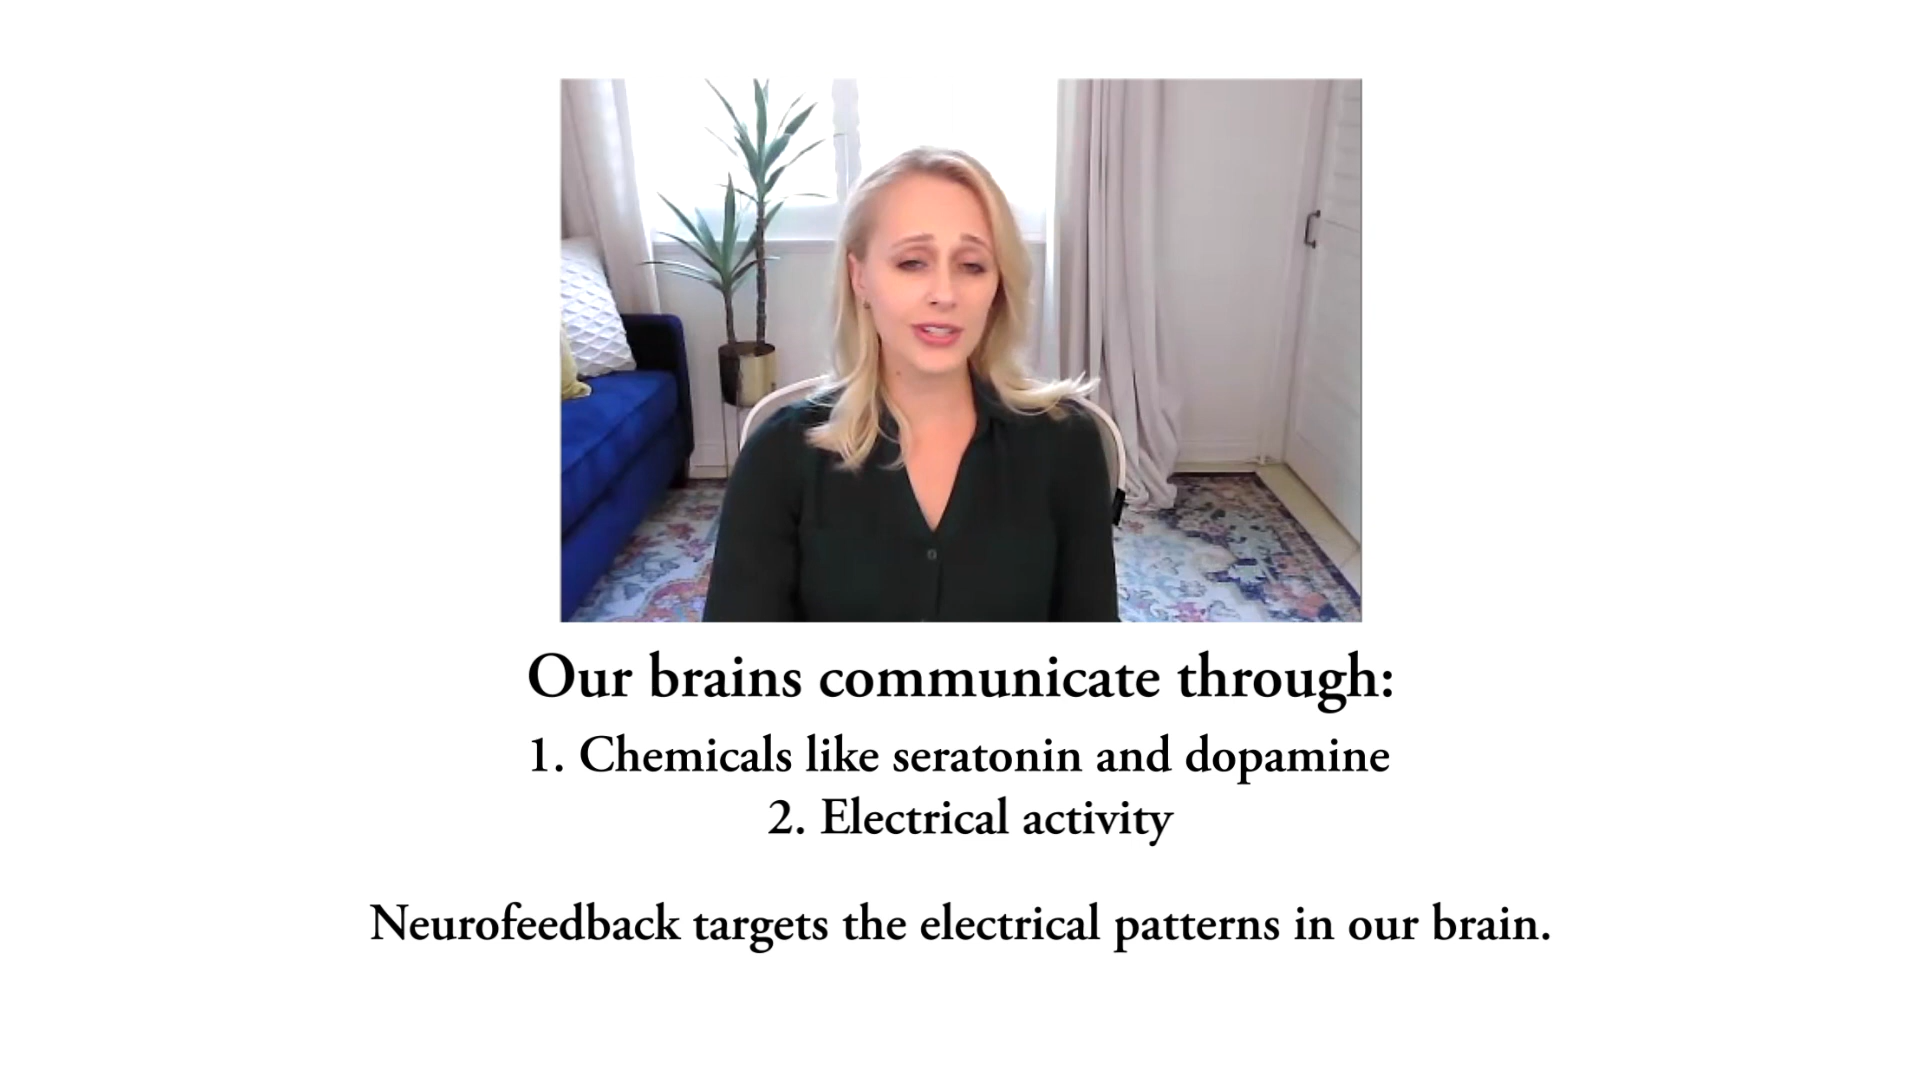 Our brains communicate through:
1. Chemicals like seratonin and dopamine
2. Electrical activity
Neurofeedback targets the electrical patterns in our brain.